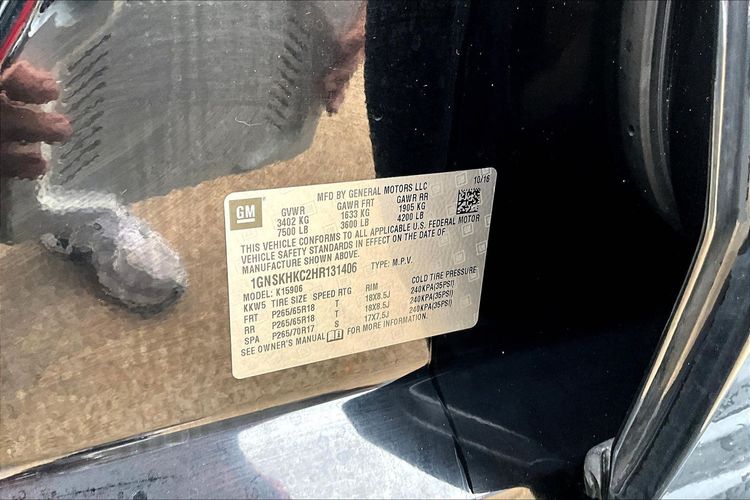 MFD BY GENERAL MOTORS LLC 10/16
GM GVWR GAWR FRT GAWR RR
3402 KG 1633 KG 1905 KG
7500 LB 3600 LB 4200 LB
THIS VEHICLE CONFORMS TO ALL APPLICABLE U.S. FEDERAL MOTOR
VEHICLE SAFETY STANDARDS IN EFFECT ON THE DATE OF
MANUFACTURE SHOWN ABOVE.
1GNSKHKC2HR131406 TYPE: M.P.V.
MODEL: K15906
KKW5 TIRE SIZE SPEED RTG RIM COLD TIRE PRESSURE
FRT P265/65R18 T 18X8.5J 240KPA(35PSI)
RR P265/65R18 T 18X8.5J 240KPA(35PSI)
SPA P265/70R17 S 17X7.5J 240KPA(35PSI)
SEE OWNER'S MANUAL FOR MORE INFORMATION.